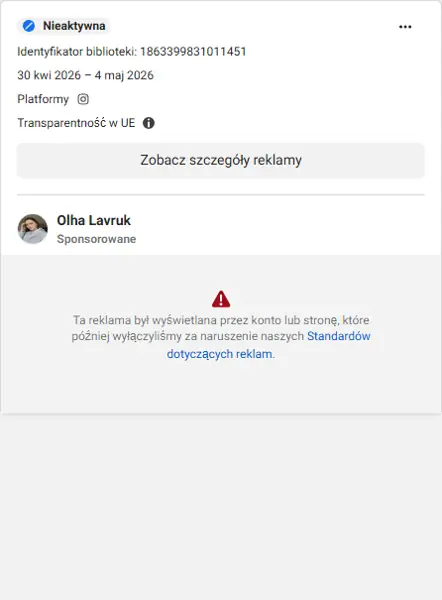 Nieaktywna
Identyfikator biblioteki: 1863399831011451
30 kwi 2026 – 4 maj 2026
Platformy
Transparentność w UE
Zobacz szczegóły reklamy
Olha Lavruk
Sponsorowane
Ta reklama był wyświetlana przez konto lub stronę, które
później wyłączyliśmy za naruszenie naszych Standardów
dotyczących reklam.